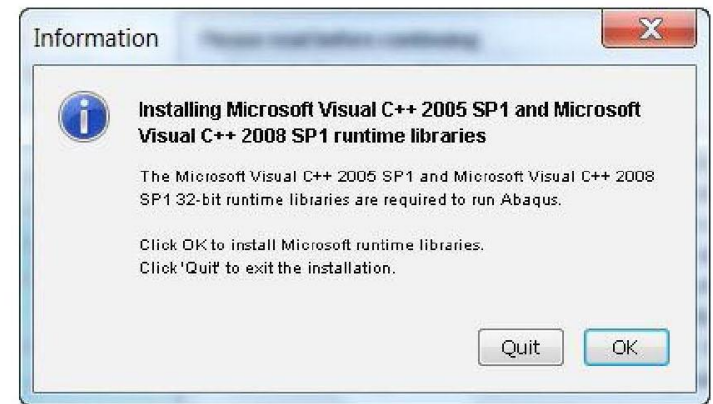 Information
Installing Microsoft Visual C++ 2005 SP1 and Microsoft
Visual C++ 2008 SP1 runtime libraries
The Microsoft Visual C++ 2005 SP1 and Microsoft Visual C++ 2008
SP1 32-bit runtime libraries are required to run Abaqus.
Click OK to install Microsoft runtime libraries.
Click 'Quit' to exit the installation.
Quit
OK